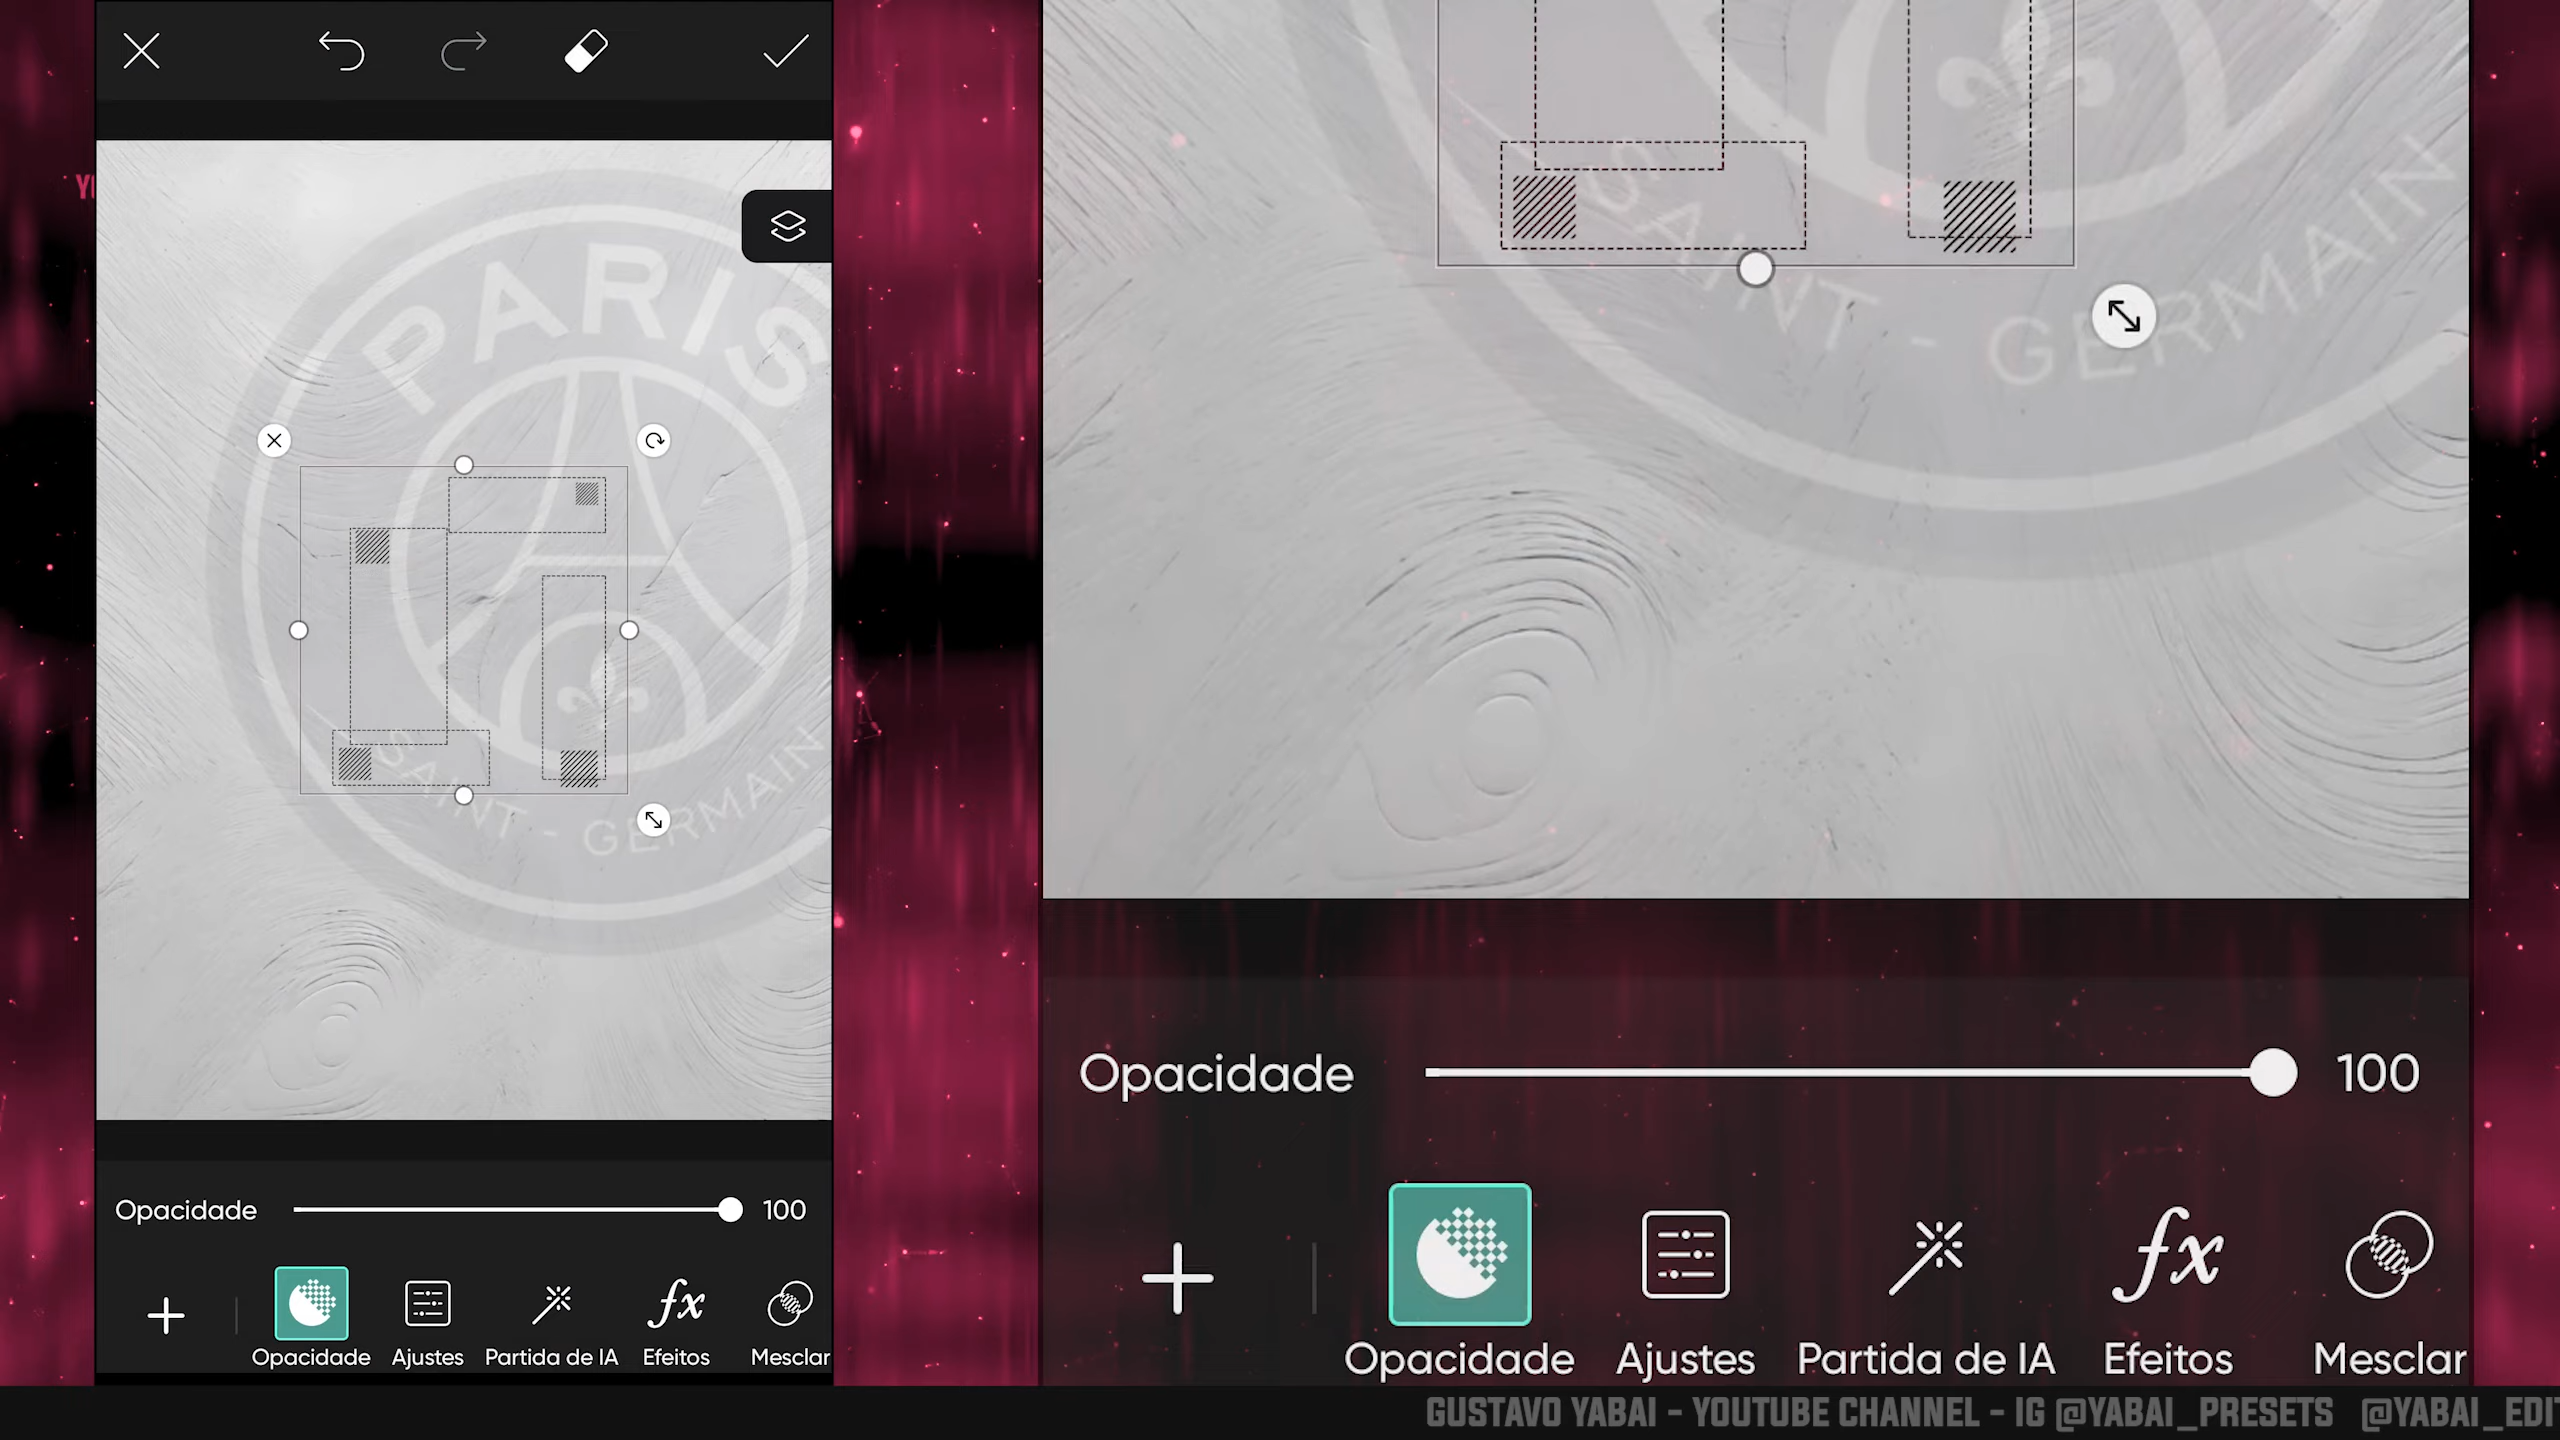 PARIS
SAINT - GERMAIN
Opacidade 100
Opacidade Ajustes Partida de IA Efeitos Mesclar
SAINT - GERMAIN
Opacidade 100
Opacidade Ajustes Partida de IA Efeitos Mesclar
GUSTAVO YABAI - YOUTUBE CHANNEL - IG @YABAI_PRESETS @YABAI_EDIT